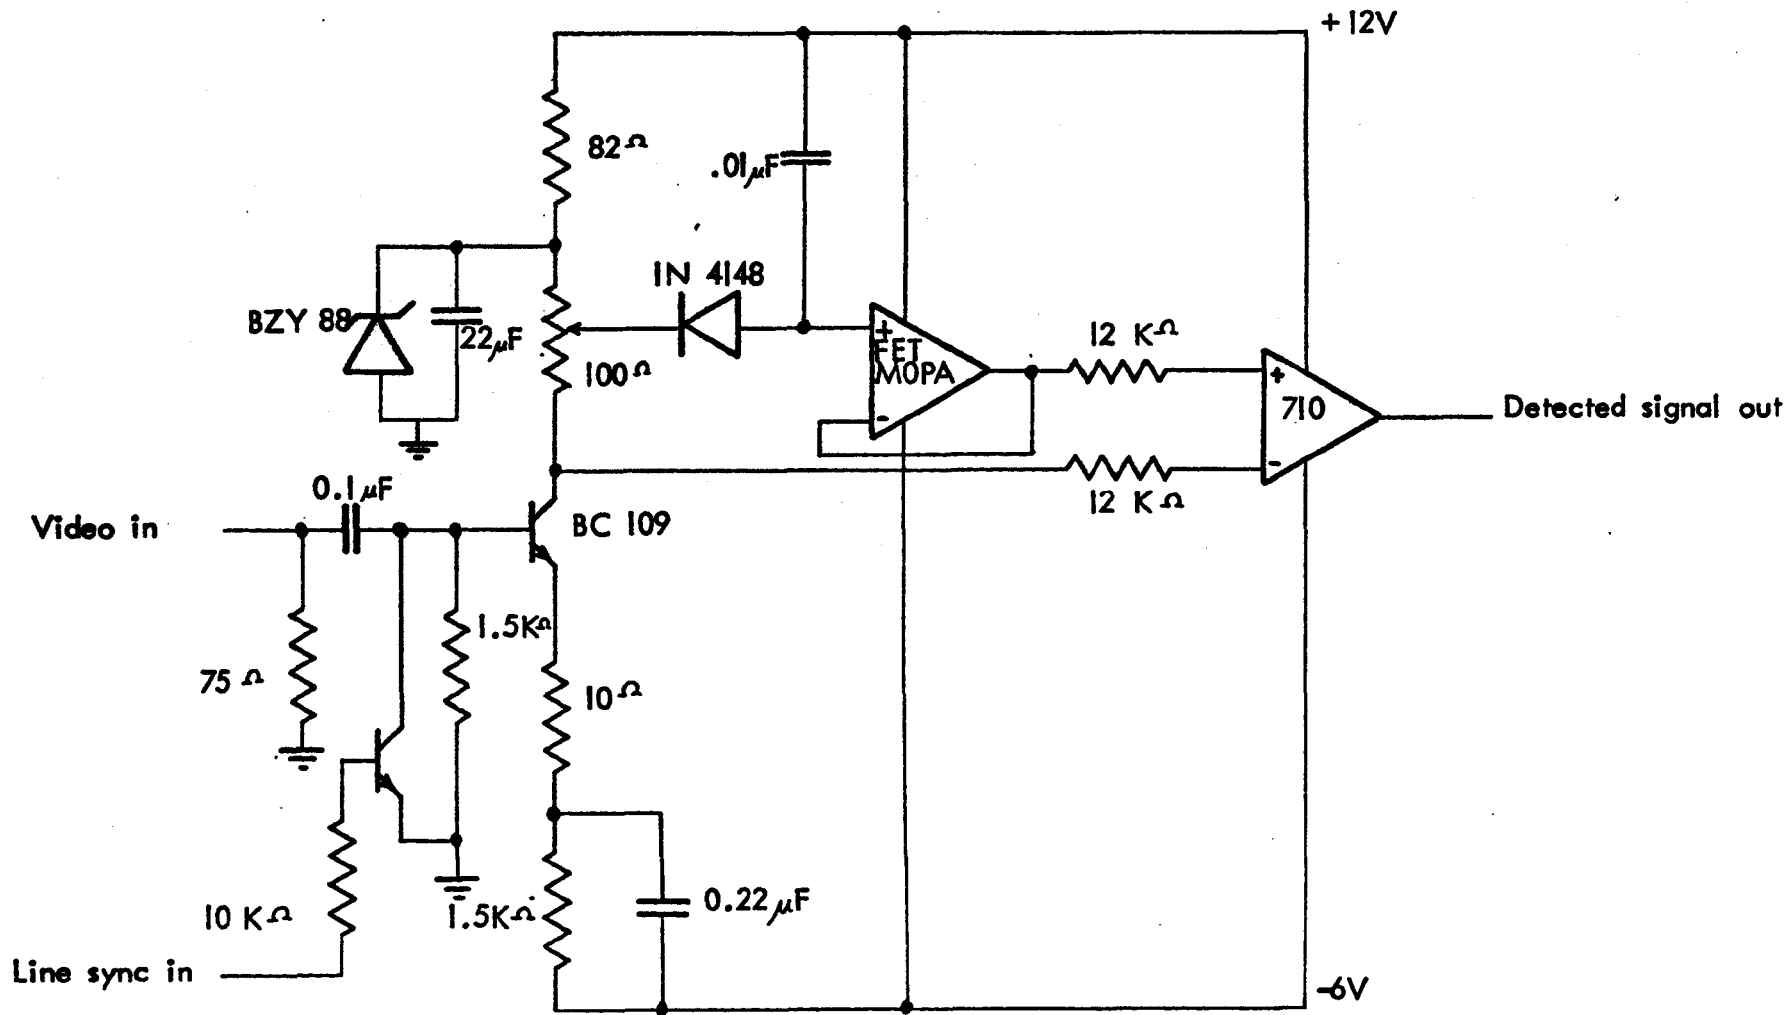 +12V
82Ω
.01μF
IN 4148
BZY 88
22μF
100Ω
+
FET
MOPA
-
12 KΩ
+
710
-
Detected signal out
12 KΩ
0.1μF
Video in
BC 109
1.5KΩ
75Ω
10Ω
10 KΩ
1.5KΩ
0.22μF
Line sync in
-6V